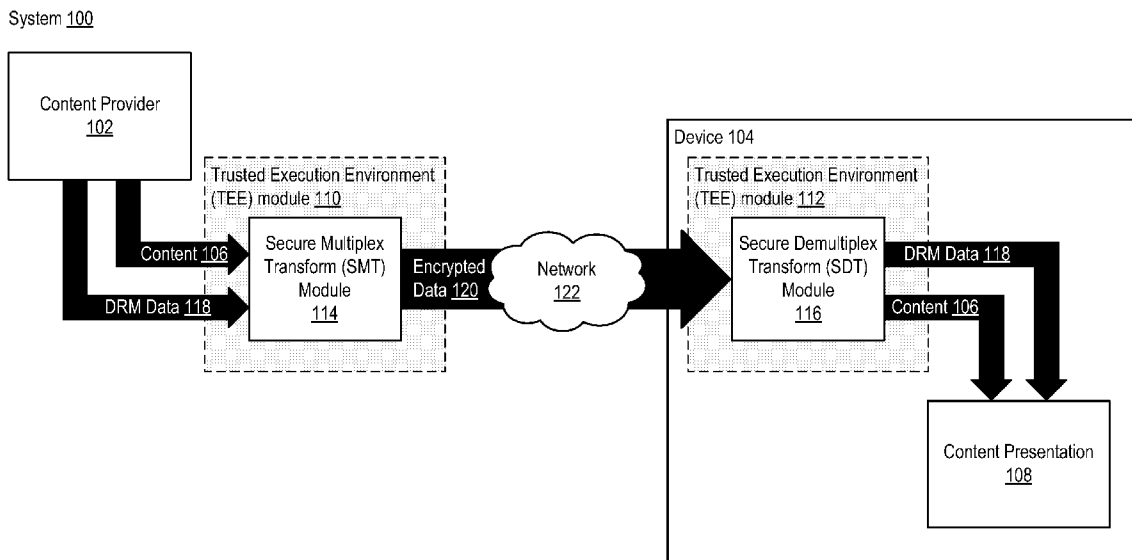 System 100
Content Provider
102
Device 104
Trusted Execution Environment
(TEE) module 110
Trusted Execution Environment
(TEE) module 112
Content 106
DRM Data 118
Secure Multiplex
Transform (SMT)
Module
114
Encrypted
Data 120
Network
122
Secure Demultiplex
Transform (SDT)
Module
116
DRM Data 118
Content 106
Content Presentation
108